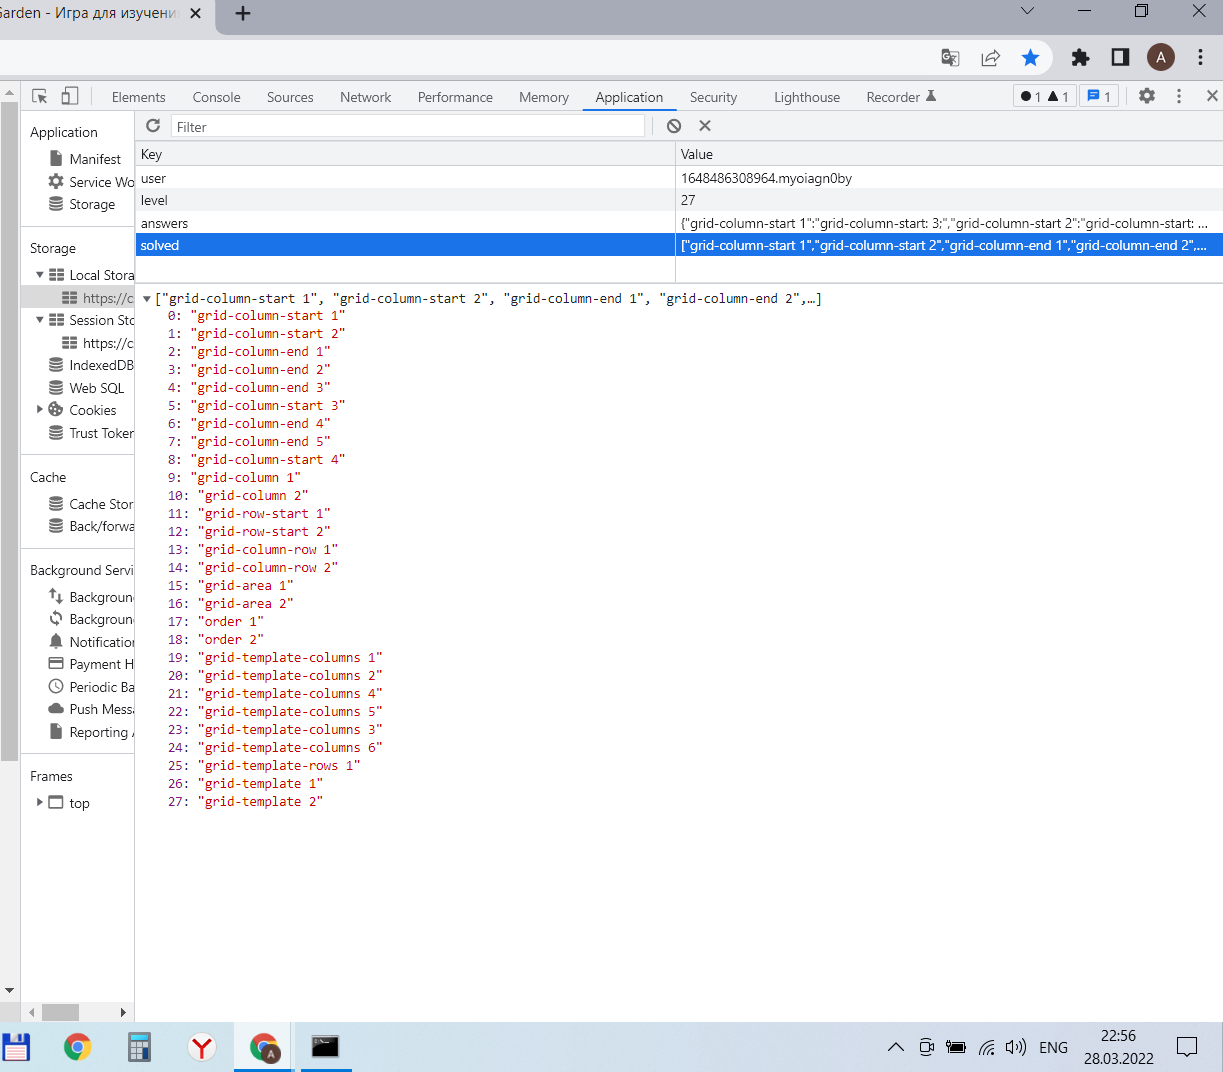 Garden - Игра для изучени
A
Elements Console Sources Network Performance Memory Application Security Lighthouse Recorder 1 1 1
Application
Manifest
Service Wo
Storage
Storage
Local Stora
https://c
Session Sto
https://c
IndexedDB
Web SQL
Cookies
Trust Token
Cache
Cache Stor
Back/forwa
Background Servi
Background
Background
Notification
Payment H
Periodic Ba
Push Messa
Reporting A
Frames
top
Filter
Key Value
user 1648486308964.myoiagn0by
level 27
answers {"grid-column-start 1":"grid-column-start: 3;","grid-column-start 2":"grid-column-start: ...
solved ["grid-column-start 1","grid-column-start 2","grid-column-end 1","grid-column-end 2",...
["grid-column-start 1", "grid-column-start 2", "grid-column-end 1", "grid-column-end 2",…]
0: "grid-column-start 1"
1: "grid-column-start 2"
2: "grid-column-end 1"
3: "grid-column-end 2"
4: "grid-column-end 3"
5: "grid-column-start 3"
6: "grid-column-end 4"
7: "grid-column-end 5"
8: "grid-column-start 4"
9: "grid-column 1"
10: "grid-column 2"
11: "grid-row-start 1"
12: "grid-row-start 2"
13: "grid-column-row 1"
14: "grid-column-row 2"
15: "grid-area 1"
16: "grid-area 2"
17: "order 1"
18: "order 2"
19: "grid-template-columns 1"
20: "grid-template-columns 2"
21: "grid-template-columns 4"
22: "grid-template-columns 5"
23: "grid-template-columns 3"
24: "grid-template-columns 6"
25: "grid-template-rows 1"
26: "grid-template 1"
27: "grid-template 2"
A
ENG
22:56
28.03.2022